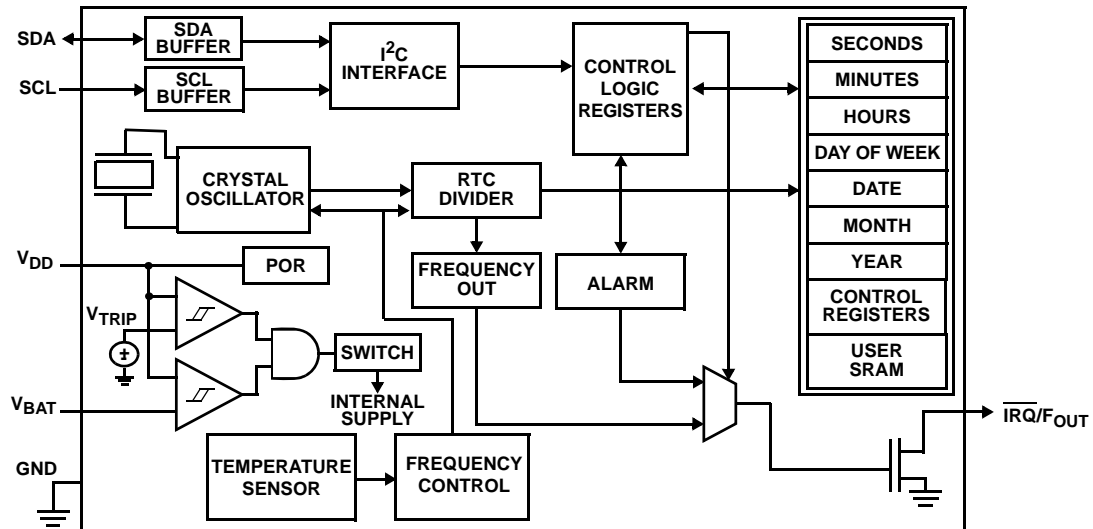 SDA
SDA
BUFFER
SCL
SCL
BUFFER
I²C
INTERFACE
CONTROL
LOGIC
REGISTERS
SECONDS
MINUTES
HOURS
DAY OF WEEK
DATE
MONTH
YEAR
CONTROL
REGISTERS
USER
SRAM
CRYSTAL
OSCILLATOR
RTC
DIVIDER
FREQUENCY
OUT
ALARM
VDD
POR
VTRIP
SWITCH
INTERNAL
SUPPLY
VBAT
GND
TEMPERATURE
SENSOR
FREQUENCY
CONTROL
IRQ/FOUT